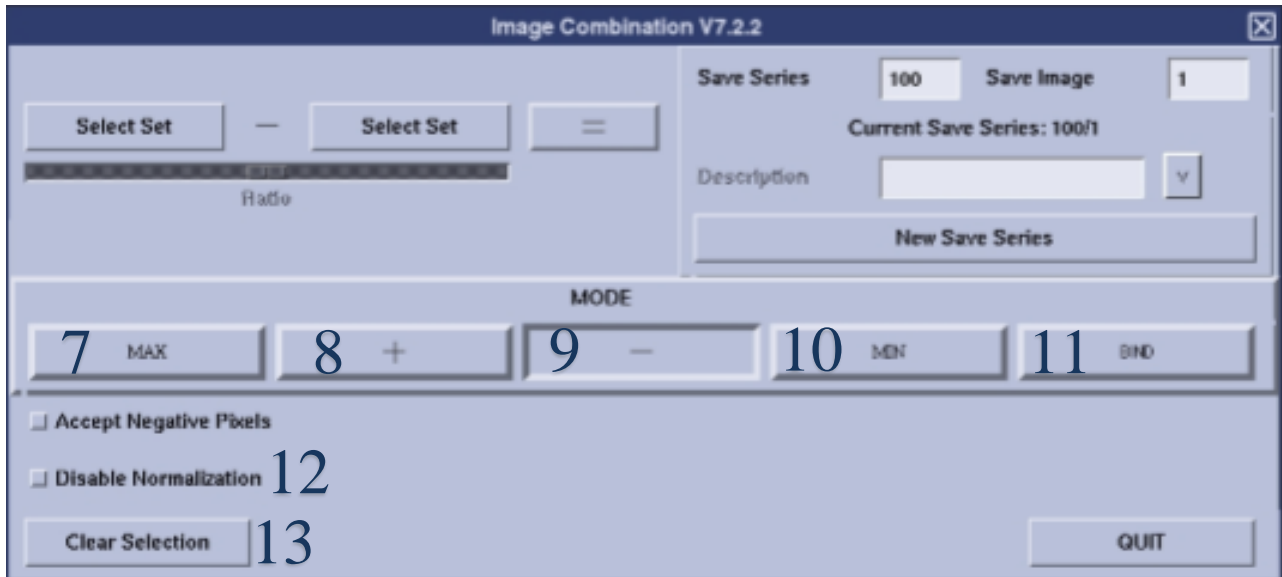 Image Combination V7.2.2
Save Series 100 Save Image 1
Select Set — Select Set =
Current Save Series: 100/1
Ratio
Description v
New Save Series
MODE
7 MAX 8 + 9 — 10 MIN 11 BIND
Accept Negative Pixels
Disable Normalization 12
Clear Selection 13 QUIT